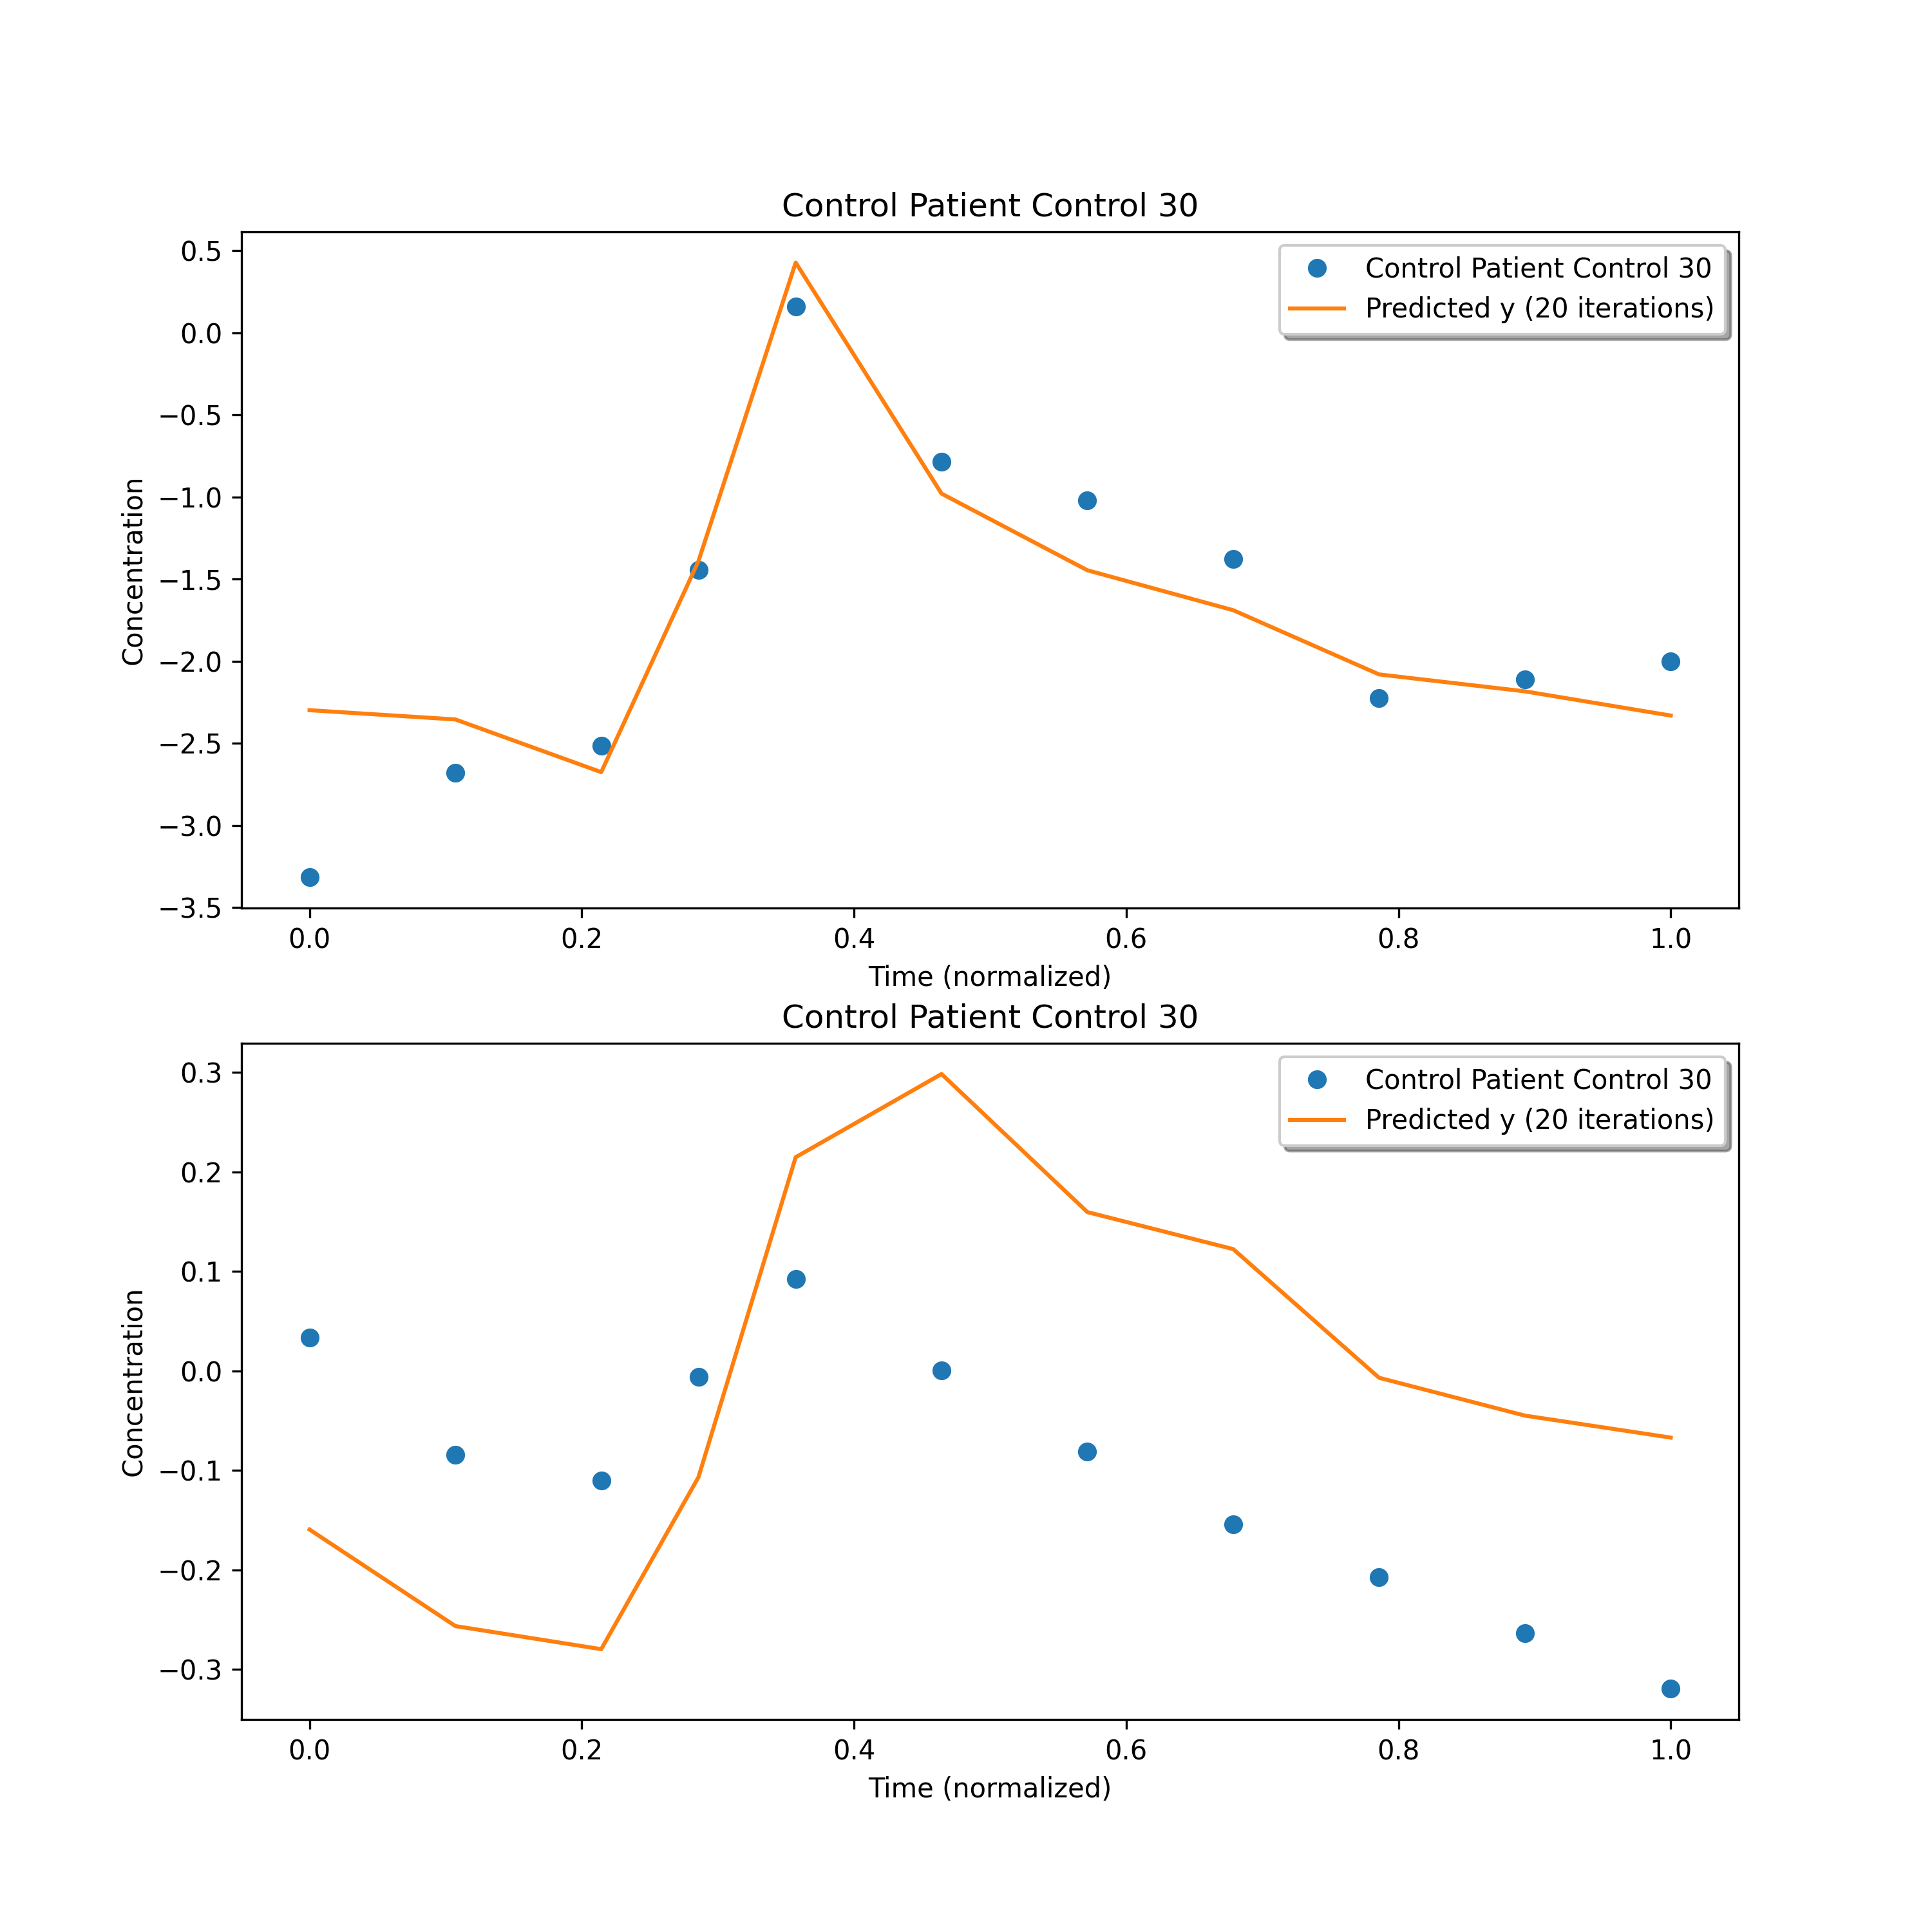 Control Patient Control 30
0.5
0.0
−0.5
−1.0
−1.5
−2.0
−2.5
−3.0
−3.5
Concentration
Control Patient Control 30
Predicted y (20 iterations)
0.0 0.2 0.4 0.6 0.8 1.0
Time (normalized)
Control Patient Control 30
0.3
0.2
0.1
0.0
−0.1
−0.2
−0.3
Concentration
Control Patient Control 30
Predicted y (20 iterations)
0.0 0.2 0.4 0.6 0.8 1.0
Time (normalized)